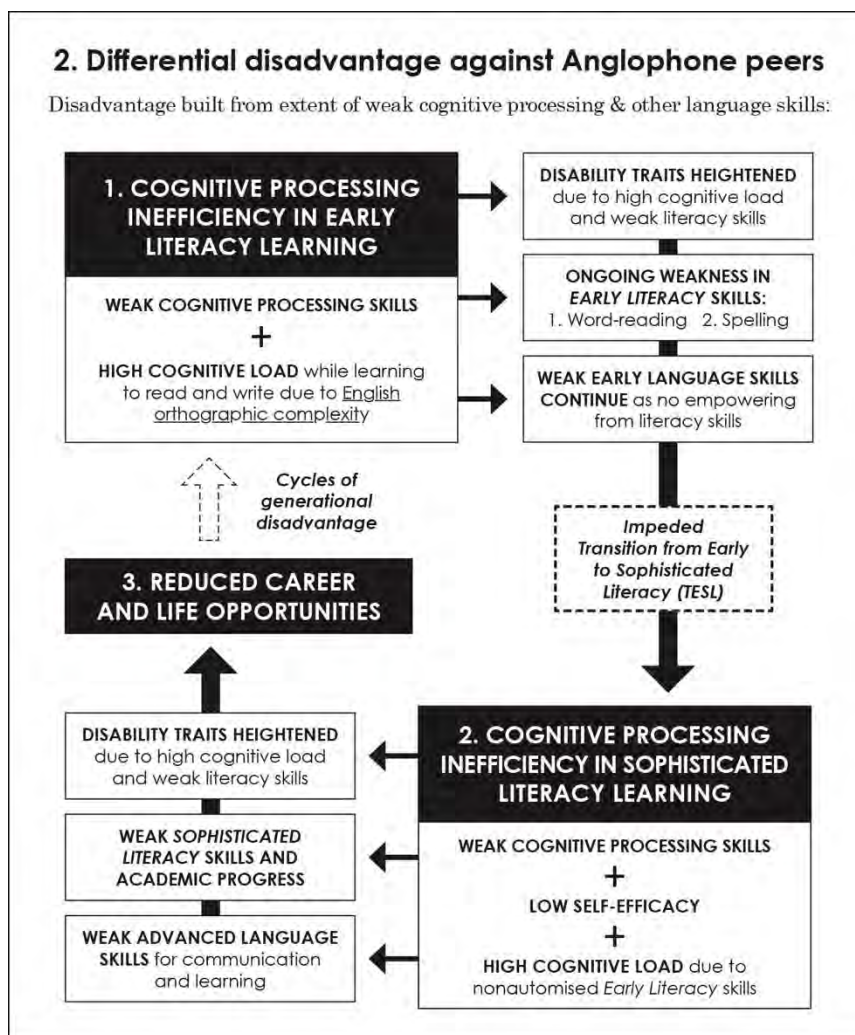 2. Differential disadvantage against Anglophone peers
Disadvantage built from extent of weak cognitive processing & other language skills:
1. COGNITIVE PROCESSING
INEFFICIENCY IN EARLY
LITERACY LEARNING
WEAK COGNITIVE PROCESSING SKILLS
+
HIGH COGNITIVE LOAD while learning
to read and write due to English
orthographic complexity
DISABILITY TRAITS HEIGHTENED
due to high cognitive load
and weak literacy skills
ONGOING WEAKNESS IN
EARLY LITERACY SKILLS:
1. Word-reading 2. Spelling
WEAK EARLY LANGUAGE SKILLS
CONTINUE as no empowering
from literacy skills
Impeded
Transition from Early
to Sophisticated
Literacy (TESL)
2. COGNITIVE PROCESSING
INEFFICIENCY IN SOPHISTICATED
LITERACY LEARNING
WEAK COGNITIVE PROCESSING SKILLS
+
LOW SELF-EFFICACY
+
HIGH COGNITIVE LOAD due to
nonautomised Early Literacy skills
DISABILITY TRAITS HEIGHTENED
due to high cognitive load
and weak literacy skills
WEAK SOPHISTICATED
LITERACY SKILLS AND
ACADEMIC PROGRESS
WEAK ADVANCED LANGUAGE
SKILLS for communication
and learning
3. REDUCED CAREER
AND LIFE OPPORTUNITIES
Cycles of
generational
disadvantage